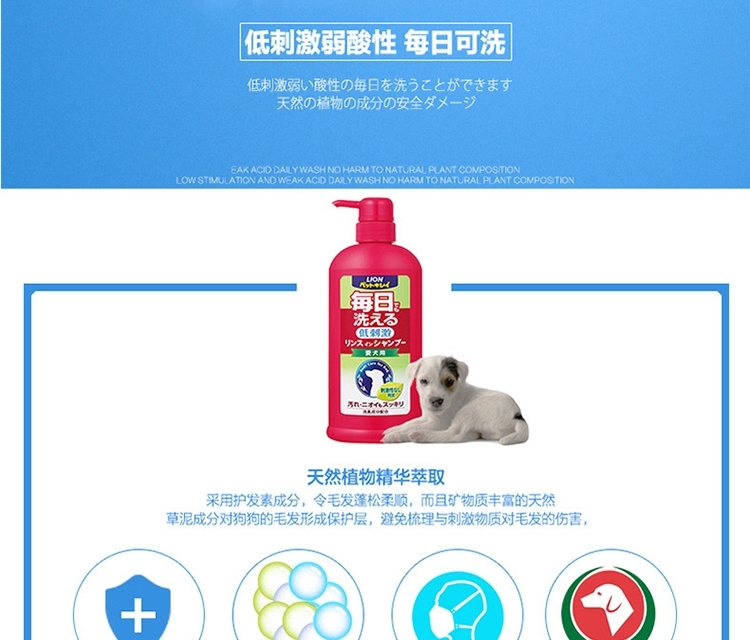 低刺激弱酸性 每日可洗
低刺激弱い酸性の毎日を洗うことができます
天然の植物の成分の安全ダメージ
EAK ACID DAILY WASH NO HARM TO NATURAL PLANT COMPOSITION
LOW STIMULATION AND WEAK ACID DAILY WASH NO HARM TO NATURAL PLANT COMPOSITION
LION
ペットキレイ
毎日でも
洗える
低刺激
リンスインシャンプー
愛犬用
汚れ・ニオイもスッキリ
天然植物精华萃取
采用护发素成分，令毛发蓬松柔顺，而且矿物质丰富的天然
草泥成分对狗狗的毛发形成保护层，避免梳理与刺激物质对毛发的伤害，